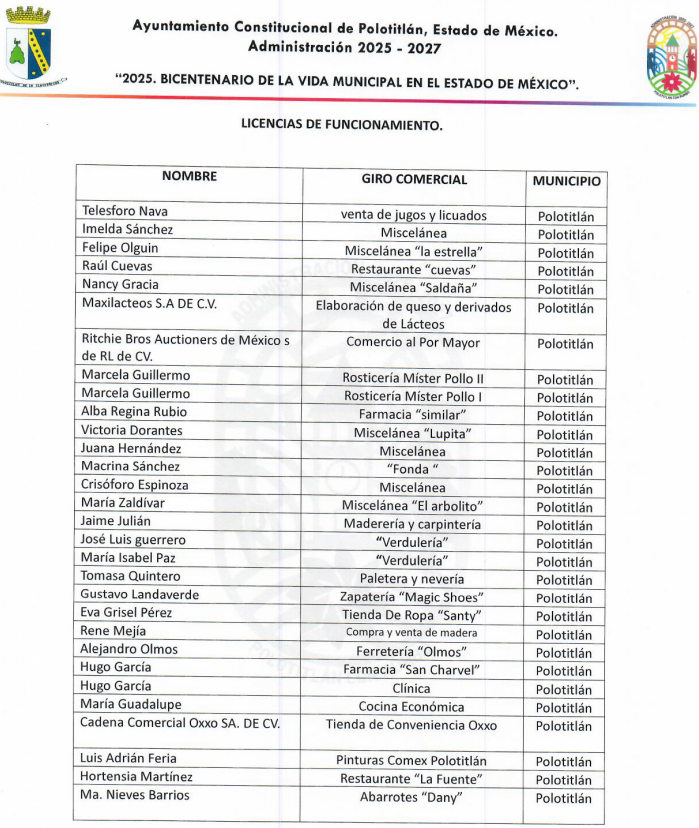 Ayuntamiento Constitucional de Polotitlán, Estado de México.
Administración 2025 - 2027
“2025. BICENTENARIO DE LA VIDA MUNICIPAL EN EL ESTADO DE MÉXICO”.
LICENCIAS DE FUNCIONAMIENTO.
NOMBRE GIRO COMERCIAL MUNICIPIO
Telesforo Nava venta de jugos y licuados Polotitlán
Imelda Sánchez Miscelánea Polotitlán
Felipe Olguin Miscelánea “la estrella” Polotitlán
Raúl Cuevas Restaurante “cuevas” Polotitlán
Nancy Gracia Miscelánea “Saldaña” Polotitlán
Maxilacteos S.A DE C.V. Elaboración de queso y derivados Polotitlán
de Lácteos
Ritchie Bros Auctioners de México s Comercio al Por Mayor Polotitlán
de RL de CV.
Marcela Guillermo Rosticería Míster Pollo II Polotitlán
Marcela Guillermo Rosticería Míster Pollo I Polotitlán
Alba Regina Rubio Farmacia “similar” Polotitlán
Victoria Dorantes Miscelánea “Lupita” Polotitlán
Juana Hernández Miscelánea Polotitlán
Macrina Sánchez “Fonda “ Polotitlán
Crisóforo Espinoza Miscelánea Polotitlán
María Zaldívar Miscelánea “El arbolito” Polotitlán
Jaime Julián Maderería y carpintería Polotitlán
José Luis guerrero “Verdulería” Polotitlán
María Isabel Paz “Verdulería” Polotitlán
Tomasa Quintero Paletera y nevería Polotitlán
Gustavo Landaverde Zapatería “Magic Shoes” Polotitlán
Eva Grisel Pérez Tienda De Ropa “Santy” Polotitlán
Rene Mejía Compra y venta de madera Polotitlán
Alejandro Olmos Ferretería “Olmos” Polotitlán
Hugo García Farmacia “San Charvel” Polotitlán
Hugo García Clínica Polotitlán
María Guadalupe Cocina Económica Polotitlán
Cadena Comercial Oxxo SA. DE CV. Tienda de Conveniencia Oxxo Polotitlán
Luis Adrián Feria Pinturas Comex Polotitlán Polotitlán
Hortensia Martínez Restaurante “La Fuente” Polotitlán
Ma. Nieves Barrios Abarrotes “Dany” Polotitlán